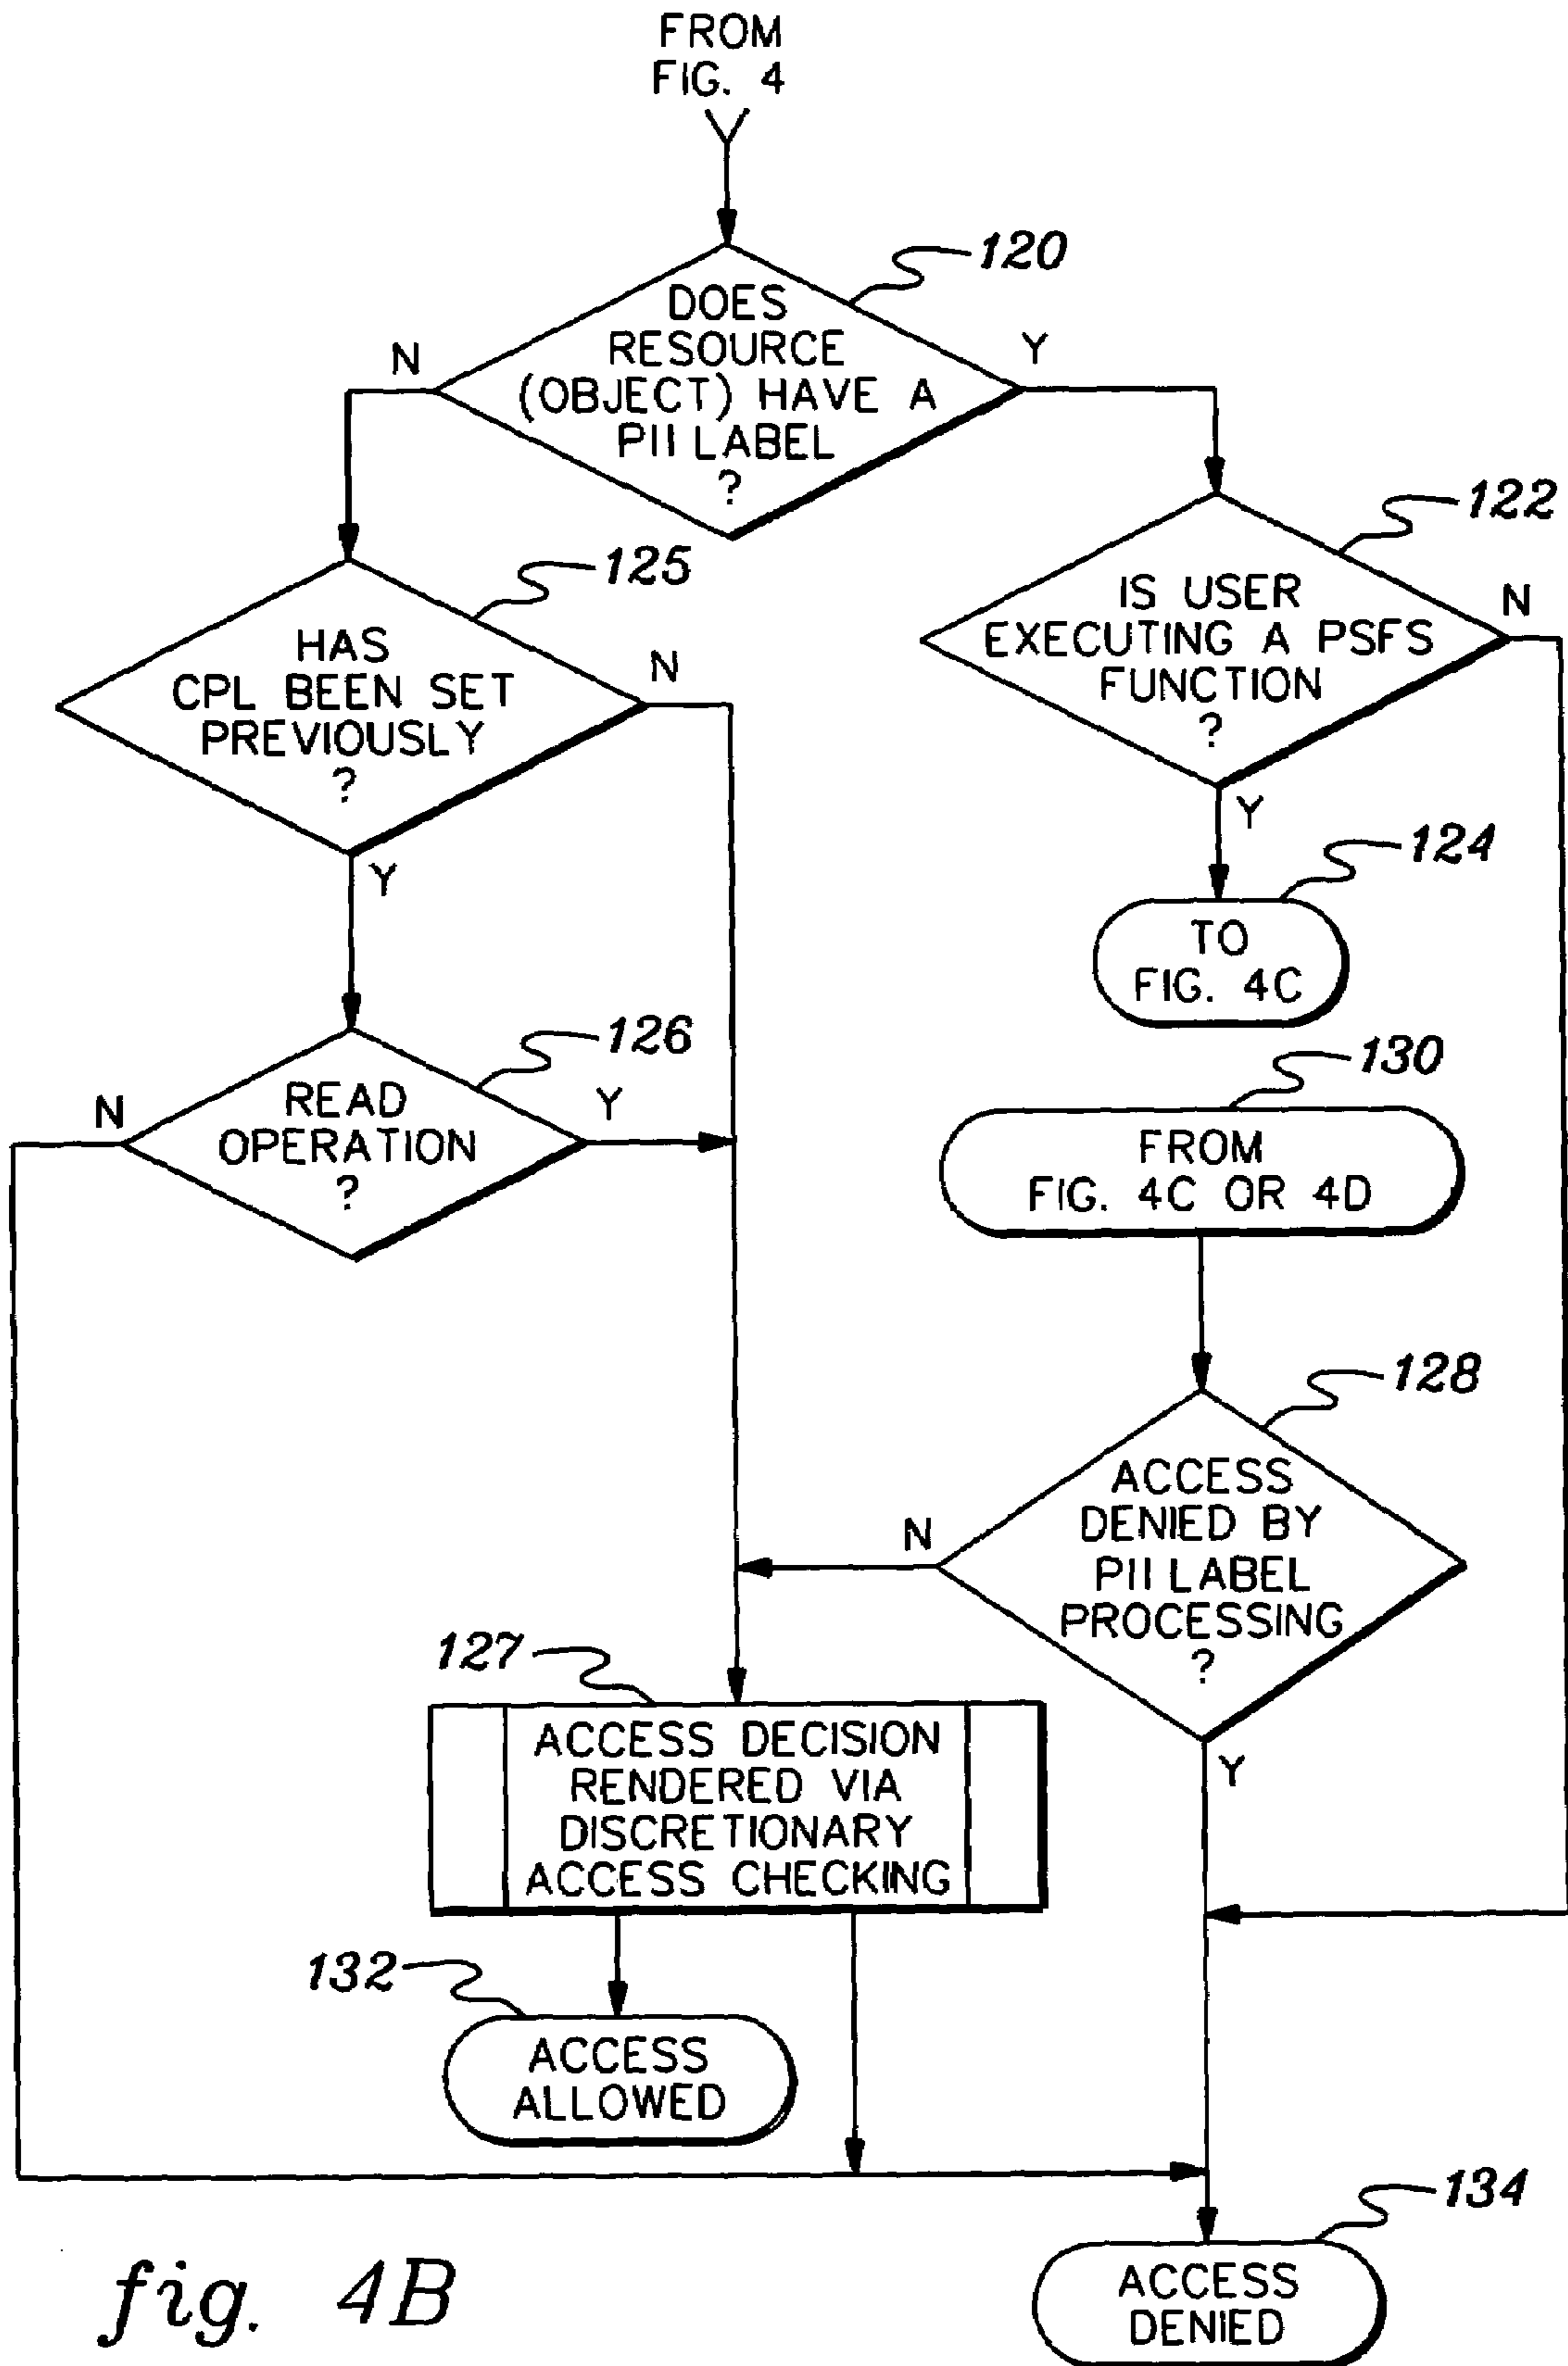 FROM
FIG. 4
120
DOES
RESOURCE
(OBJECT) HAVE A
PII LABEL
?
N
Y
122
IS USER
EXECUTING A PSFS
FUNCTION
?
N
Y
125
HAS
CPL BEEN SET
PREVIOUSLY
?
N
Y
124
TO
FIG. 4C
126
READ
OPERATION
?
N
Y
130
FROM
FIG. 4C OR 4D
128
ACCESS
DENIED BY
PII LABEL
PROCESSING
?
N
Y
127
ACCESS DECISION
RENDERED VIA
DISCRETIONARY
ACCESS CHECKING
132
ACCESS
ALLOWED
134
ACCESS
DENIED
fig. 4B